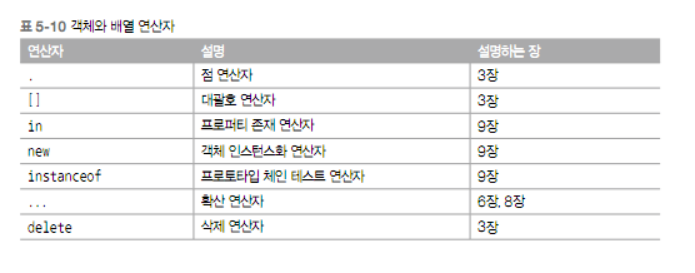 표 5-10 객체와 배열 연산자
연산자 설명 설명하는 장
. 점 연산자 3장
[] 대괄호 연산자 3장
in 프로퍼티 존재 연산자 9장
new 객체 인스턴스화 연산자 9장
instanceof 프로토타입 체인 테스트 연산자 9장
... 확산 연산자 6장, 8장
delete 삭제 연산자 3장